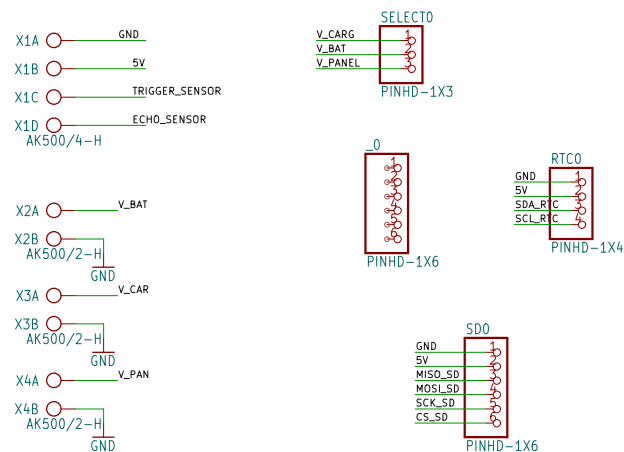 X1A GND
X1B 5V
X1C TRIGGER_SENSOR
X1D ECHO_SENSOR
AK500/4-H
X2A V_BAT
X2B
AK500/2-H
GND
X3A V_CAR
X3B
AK500/2-H
GND
X4A V_PAN
X4B
AK500/2-H
GND
SELECT0
V_CARG 1
V_BAT 2
V_PANEL 3
PINHD-1X3
_0
1
2
3
4
5
6
PINHD-1X6
RTC0
GND 1
5V 2
SDA_RTC 3
SCL_RTC 4
PINHD-1X4
SD0
GND 1
5V 2
MISO_SD 3
MOSI_SD 4
SCK_SD 5
CS_SD 6
PINHD-1X6